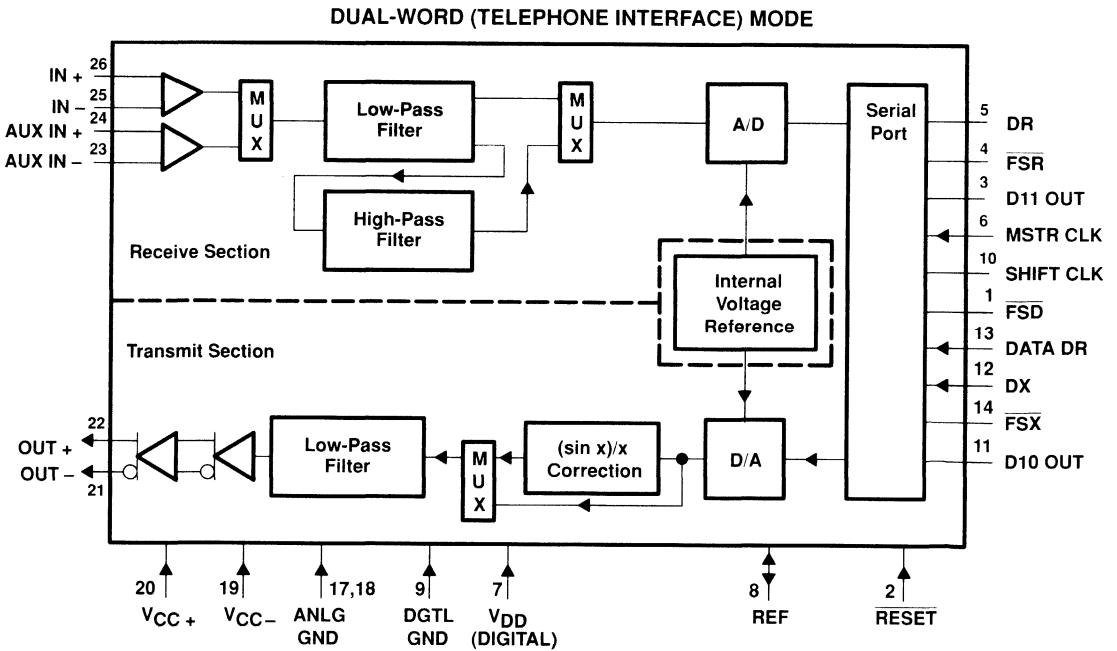 DUAL-WORD (TELEPHONE INTERFACE) MODE
26
IN +
25
IN –
24
AUX IN +
23
AUX IN –
M
U
X
Low-Pass
Filter
High-Pass
Filter
M
U
X
A/D
Serial
Port
5
DR
4
FSR
3
D11 OUT
6
MSTR CLK
10
SHIFT CLK
1
FSD
13
DATA DR
12
DX
14
FSX
11
D10 OUT
Receive Section
Internal
Voltage
Reference
Transmit Section
22
OUT +
OUT –
21
Low-Pass
Filter
M
U
X
(sin x)/x
Correction
D/A
20
VCC +
19
VCC –
17,18
ANLG
GND
9
DGTL
GND
7
VDD
(DIGITAL)
8
REF
2
RESET